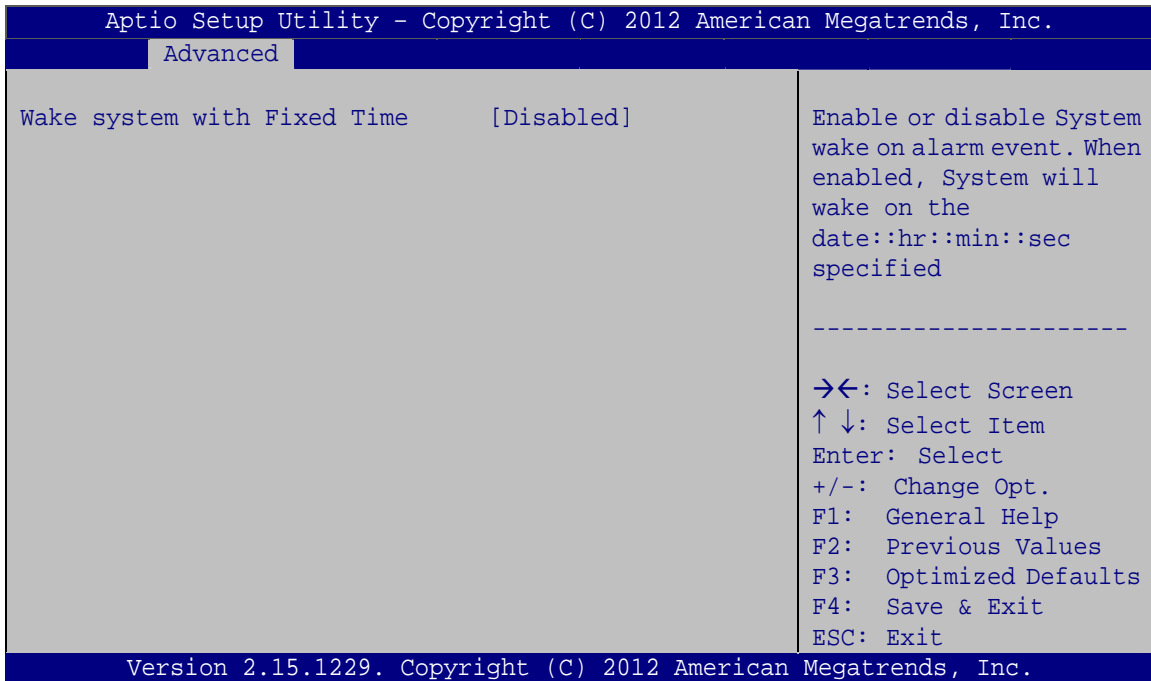 Aptio Setup Utility – Copyright (C) 2012 American Megatrends, Inc.
Advanced
Wake system with Fixed Time [Disabled]
Enable or disable System
wake on alarm event. When
enabled, System will
wake on the
date::hr::min::sec
specified
----------------------
→←: Select Screen
↑ ↓: Select Item
Enter: Select
+/-: Change Opt.
F1: General Help
F2: Previous Values
F3: Optimized Defaults
F4: Save & Exit
ESC: Exit
Version 2.15.1229. Copyright (C) 2012 American Megatrends, Inc.